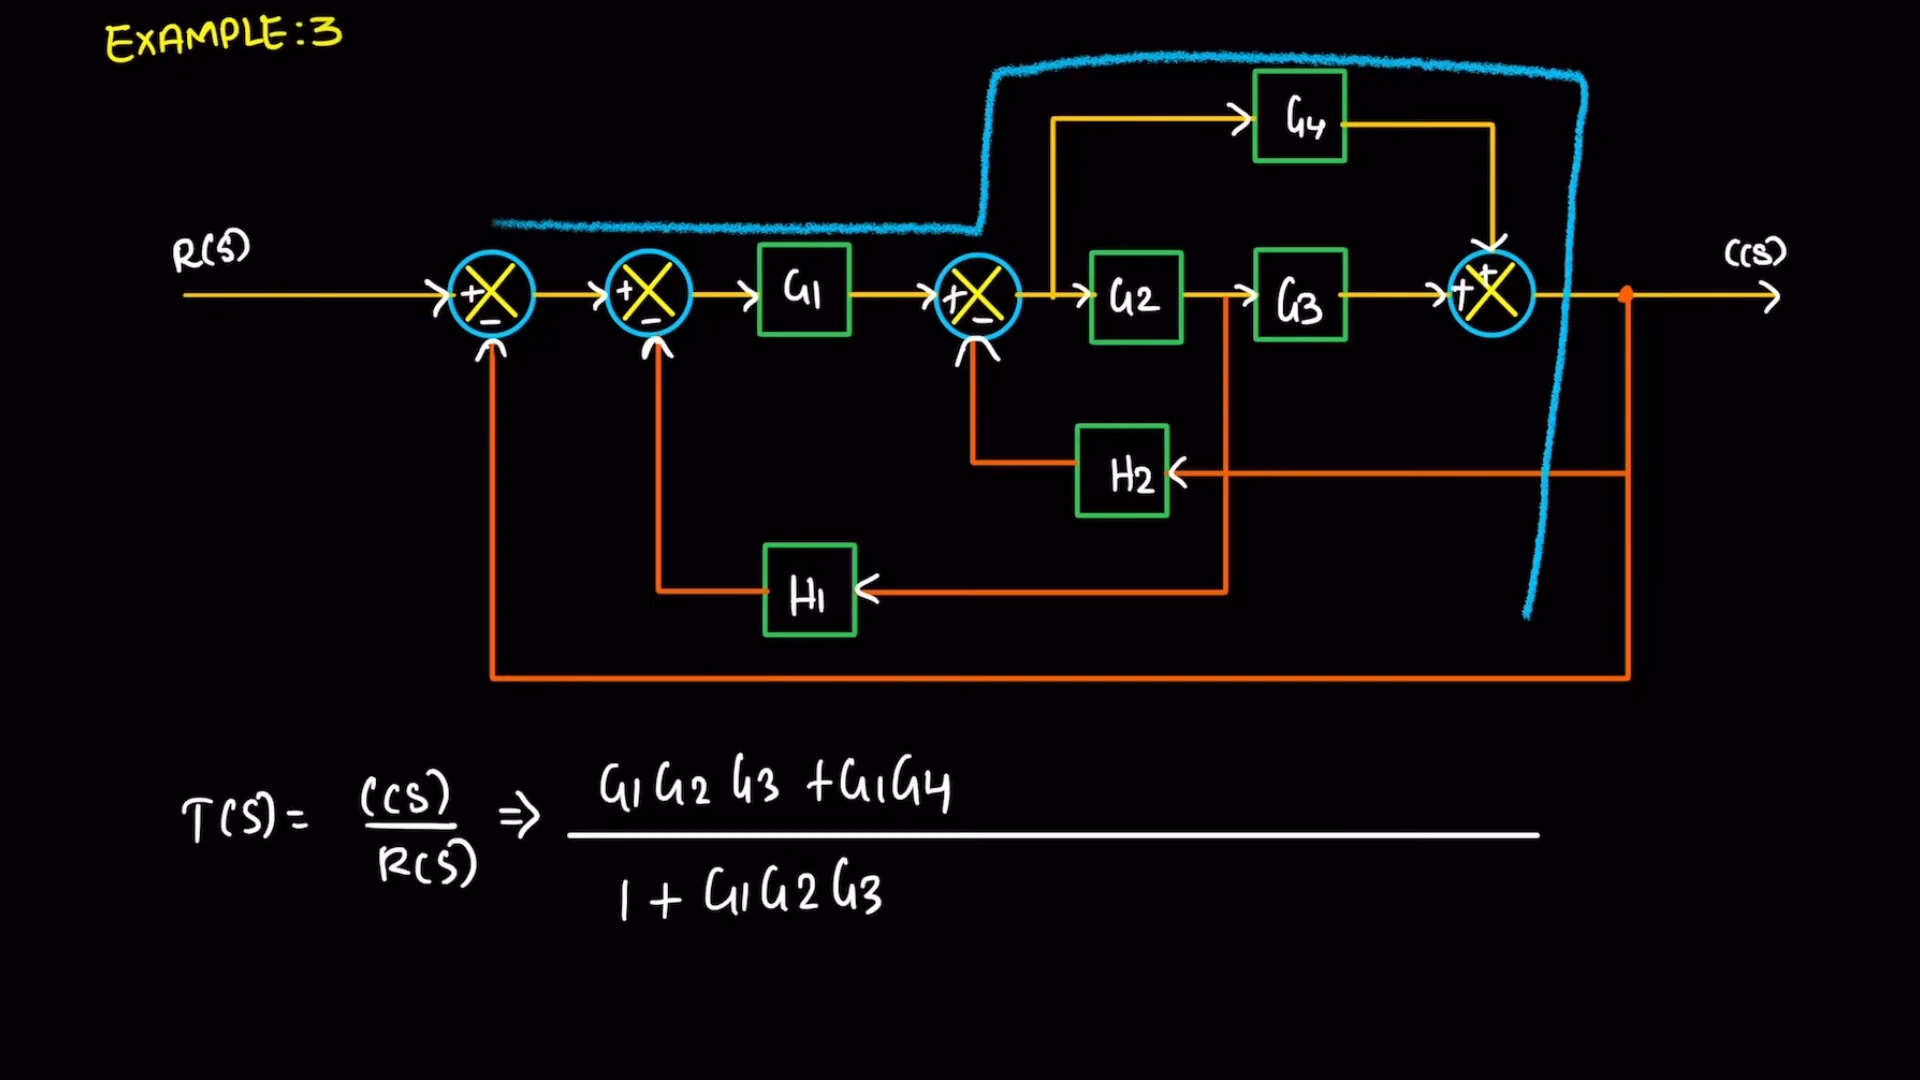 EXAMPLE:3
G4
R(S)
C(S)
+ - + - G1 + - G2 G3 + +
H2
H1
T(S) = C(S) / R(S) ⇒ G1G2G3 + G1G4 / 1 + G1G2G3